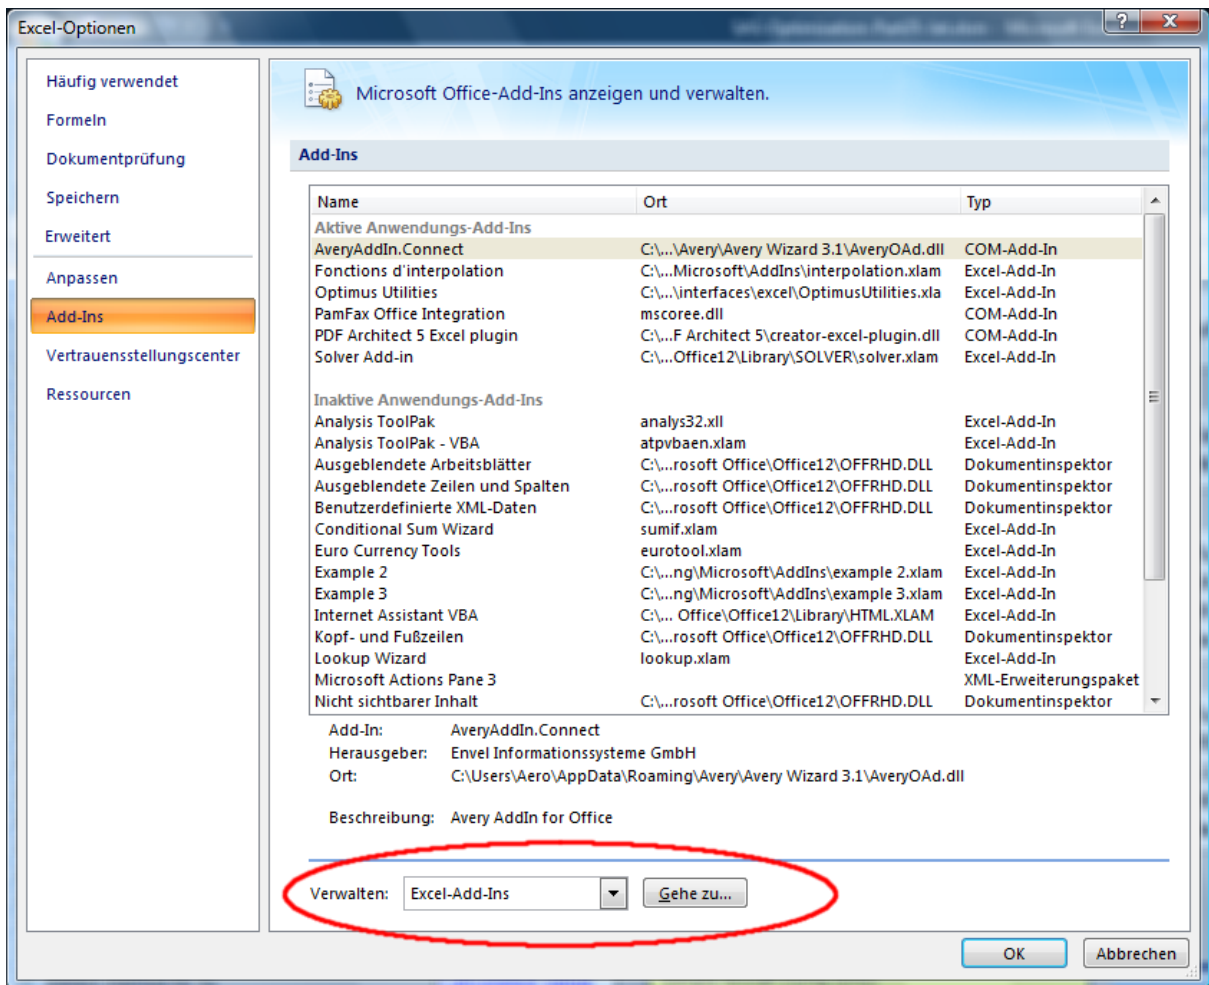 Excel-Optionen
Häufig verwendet
Formeln
Dokumentprüfung
Speichern
Erweitert
Anpassen
Add-Ins
Vertrauensstellungscenter
Ressourcen
Microsoft Office-Add-Ins anzeigen und verwalten.
Add-Ins
Name Ort Typ
Aktive Anwendungs-Add-Ins
AveryAddIn.Connect C:\...\Avery\Avery Wizard 3.1\AveryOAd.dll COM-Add-In
Fonctions d'interpolation C:\...Microsoft\AddIns\interpolation.xlam Excel-Add-In
Optimus Utilities C:\...\interfaces\excel\OptimusUtilities.xla Excel-Add-In
PamFax Office Integration mscoree.dll COM-Add-In
PDF Architect 5 Excel plugin C:\...F Architect 5\creator-excel-plugin.dll COM-Add-In
Solver Add-in C:\...Office12\Library\SOLVER\solver.xlam Excel-Add-In
Inaktive Anwendungs-Add-Ins
Analysis ToolPak analys32.xll Excel-Add-In
Analysis ToolPak - VBA atpvbaen.xlam Excel-Add-In
Ausgeblendete Arbeitsblätter C:\...rosoft Office\Office12\OFFRHD.DLL Dokumentinspektor
Ausgeblendete Zeilen und Spalten C:\...rosoft Office\Office12\OFFRHD.DLL Dokumentinspektor
Benutzerdefinierte XML-Daten C:\...rosoft Office\Office12\OFFRHD.DLL Dokumentinspektor
Conditional Sum Wizard sumif.xlam Excel-Add-In
Euro Currency Tools eurotool.xlam Excel-Add-In
Example 2 C:\...ng\Microsoft\AddIns\example 2.xlam Excel-Add-In
Example 3 C:\...ng\Microsoft\AddIns\example 3.xlam Excel-Add-In
Internet Assistant VBA C:\... Office\Office12\Library\HTML.XLAM Excel-Add-In
Kopf- und Fußzeilen C:\...rosoft Office\Office12\OFFRHD.DLL Dokumentinspektor
Lookup Wizard lookup.xlam Excel-Add-In
Microsoft Actions Pane 3 XML-Erweiterungspaket
Nicht sichtbarer Inhalt C:\...rosoft Office\Office12\OFFRHD.DLL Dokumentinspektor
Add-In: AveryAddIn.Connect
Herausgeber: Envel Informationssysteme GmbH
Ort: C:\Users\Aero\AppData\Roaming\Avery\Avery Wizard 3.1\AveryOAd.dll
Beschreibung: Avery AddIn for Office
Verwalten: Excel-Add-Ins Gehe zu...
OK Abbrechen